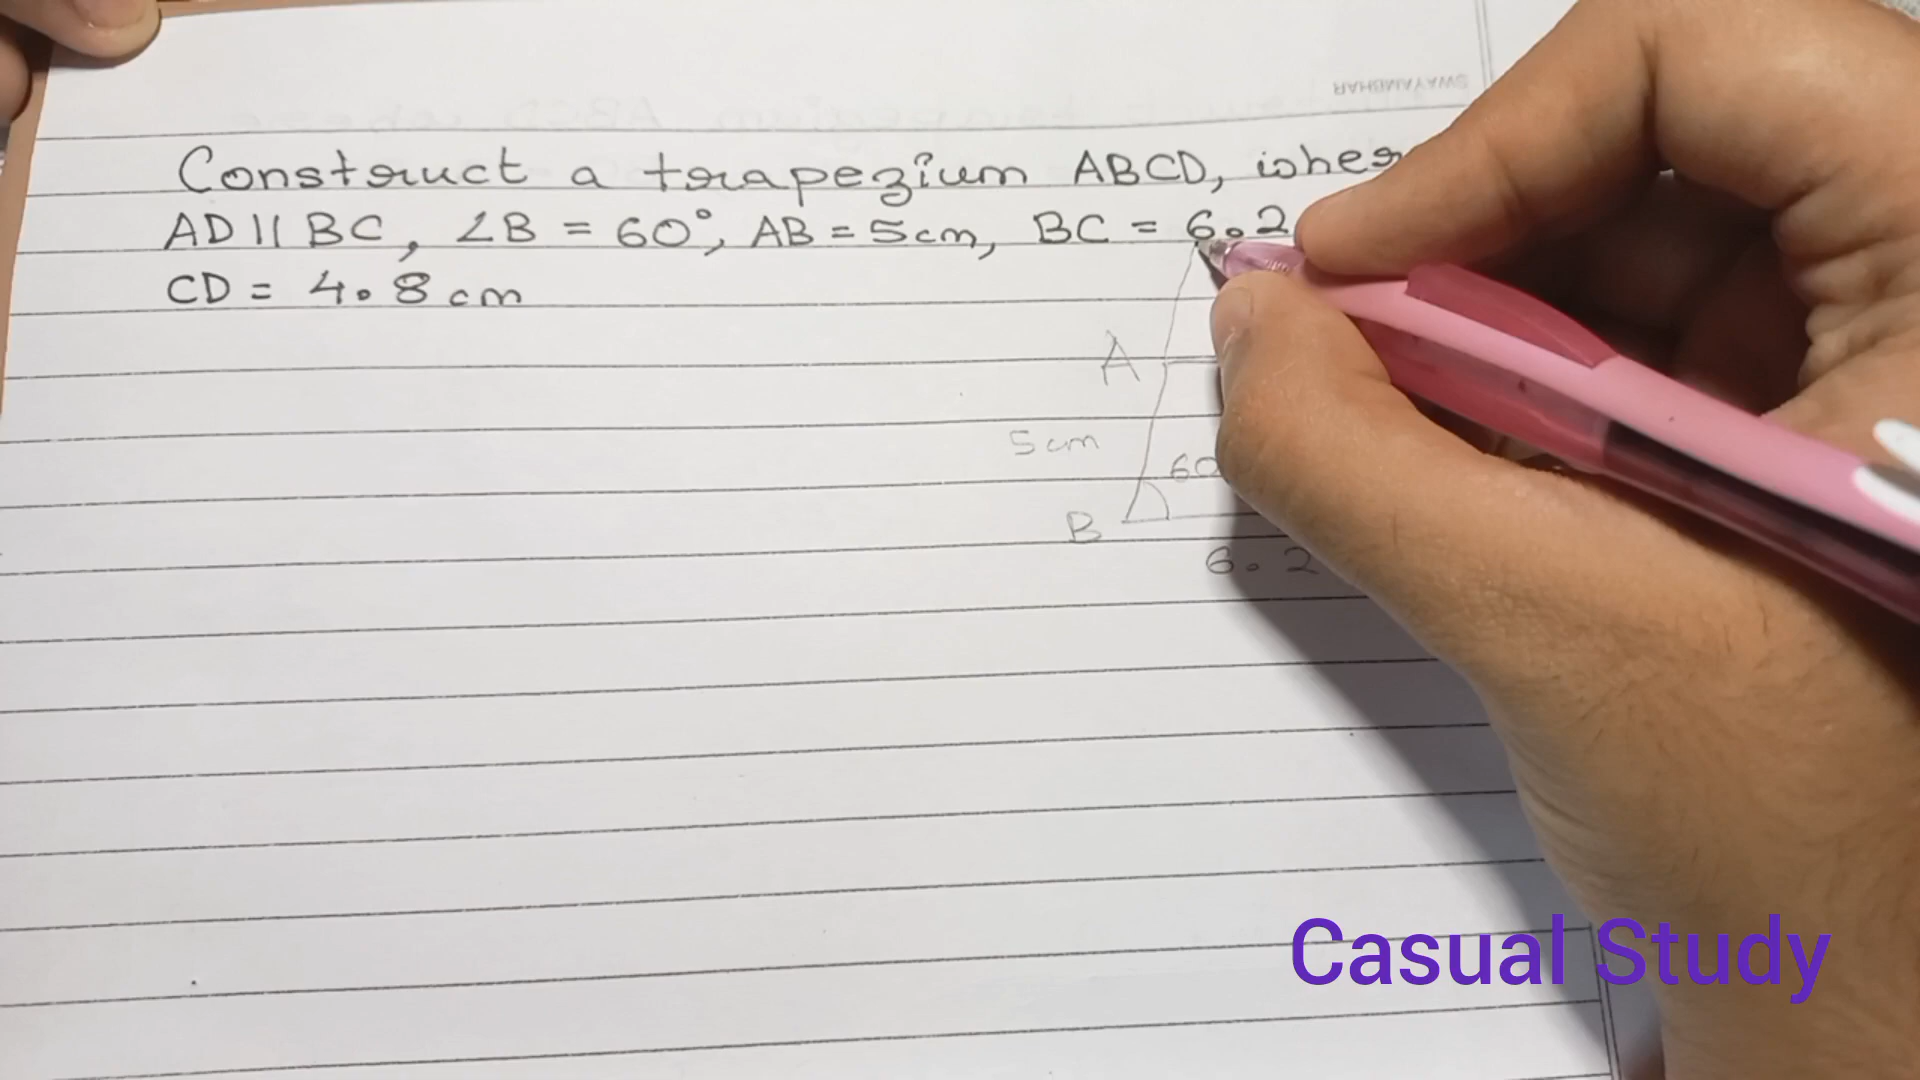 SWAYAMBHAR
Construct a trapezium ABCD, wher
AD || BC, ∠B = 60°, AB = 5cm, BC = 6.2
CD = 4.8 cm
A
5 cm
60
B
6.2
Casual Study